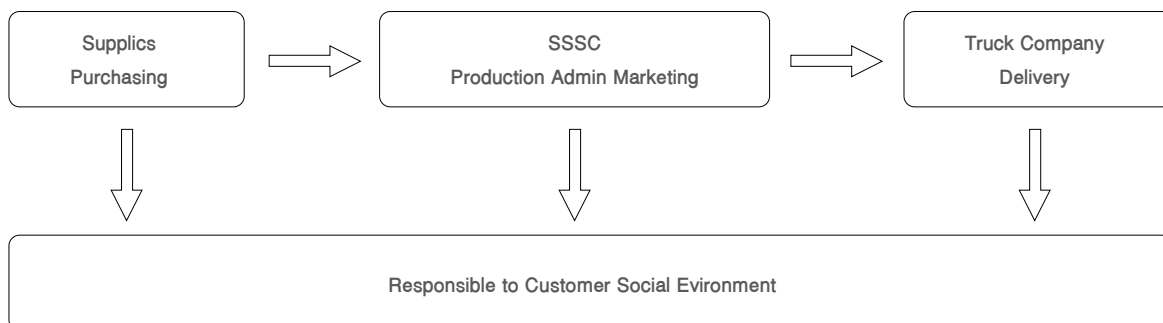 Supplics
Purchasing
SSSC
Production Admin Marketing
Truck Company
Delivery
Responsible to Customer Social Evironment